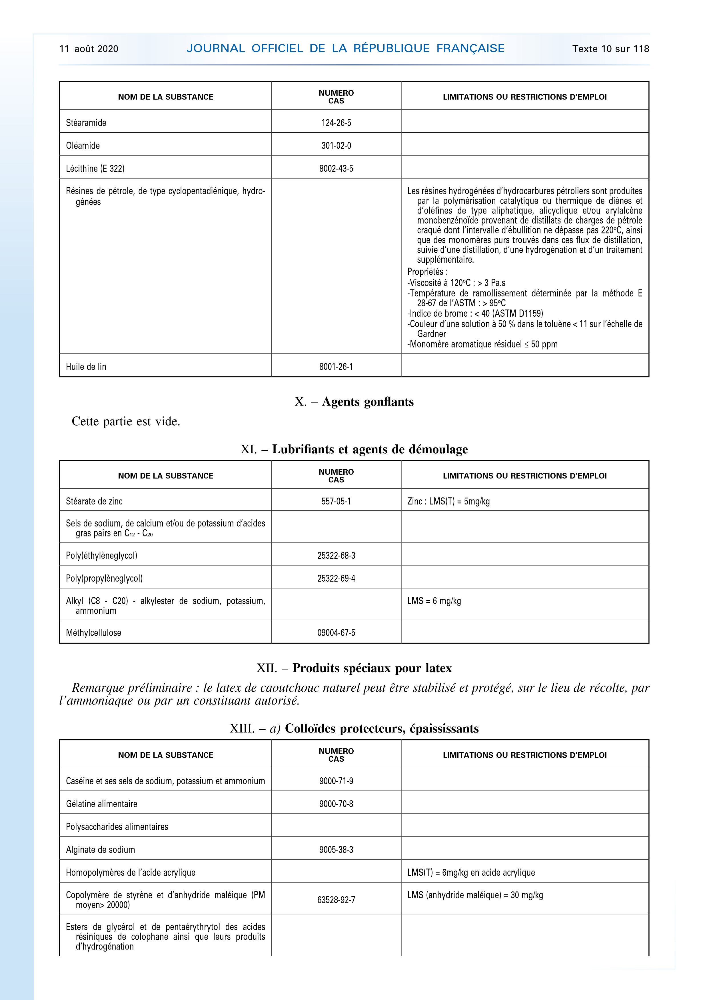 11 août 2020 JOURNAL OFFICIEL DE LA RÉPUBLIQUE FRANÇAISE Texte 10 sur 118
NOM DE LA SUBSTANCE NUMERO CAS LIMITATIONS OU RESTRICTIONS D’EMPLOI
Stéaramide 124-26-5
Oléamide 301-02-0
Lécithine (E 322) 8002-43-5
Résines de pétrole, de type cyclopentadiénique, hydro-
génées
Les résines hydrogénées d’hydrocarbures pétroliers sont produites
par la polymérisation catalytique ou thermique de diènes et
d’oléfines de type aliphatique, alicyclique et/ou arylalcène
monobenzénoïde provenant de distillats de charges de pétrole
craqué dont l’intervalle d’ébullition ne dépasse pas 220ºC, ainsi
que des monomères purs trouvés dans ces flux de distillation,
suivie d’une distillation, d’une hydrogénation et d’un traitement
supplémentaire.
Propriétés :
-Viscosité à 120ºC : > 3 Pa.s
-Température de ramollissement déterminée par la méthode E
28-67 de l’ASTM : > 95ºC
-Indice de brome : < 40 (ASTM D1159)
-Couleur d’une solution à 50 % dans le toluène < 11 sur l’échelle de
Gardner
-Monomère aromatique résiduel ≤ 50 ppm
Huile de lin 8001-26-1
X. – Agents gonflants
Cette partie est vide.
XI. – Lubrifiants et agents de démoulage
NOM DE LA SUBSTANCE NUMERO CAS LIMITATIONS OU RESTRICTIONS D’EMPLOI
Stéarate de zinc 557-05-1 Zinc : LMS(T) = 5mg/kg
Sels de sodium, de calcium et/ou de potassium d’acides
gras pairs en C₁₂ - C₂₀
Poly(éthylèneglycol) 25322-68-3
Poly(propylèneglycol) 25322-69-4
Alkyl (C8 - C20) - alkylester de sodium, potassium,
ammonium
LMS = 6 mg/kg
Méthylcellulose 09004-67-5
XII. – Produits spéciaux pour latex
Remarque préliminaire : le latex de caoutchouc naturel peut être stabilisé et protégé, sur le lieu de récolte, par
l’ammoniaque ou par un constituant autorisé.
XIII. – a) Colloïdes protecteurs, épaississants
NOM DE LA SUBSTANCE NUMERO CAS LIMITATIONS OU RESTRICTIONS D’EMPLOI
Caséine et ses sels de sodium, potassium et ammonium 9000-71-9
Gélatine alimentaire 9000-70-8
Polysaccharides alimentaires
Alginate de sodium 9005-38-3
Homopolymères de l’acide acrylique LMS(T) = 6mg/kg en acide acrylique
Copolymère de styrène et d’anhydride maléique (PM
moyen> 20000)
63528-92-7
LMS (anhydride maléique) = 30 mg/kg
Esters de glycérol et de pentaérythrytol des acides
résiniques de colophane ainsi que leurs produits
d’hydrogénation